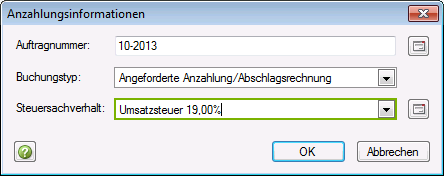 Anzahlungsinformationen
Auftragnummer: 10-2013
Buchungstyp: Angeforderte Anzahlung/Abschlagsrechnung
Steuersachverhalt: Umsatzsteuer 19,00%
? OK Abbrechen